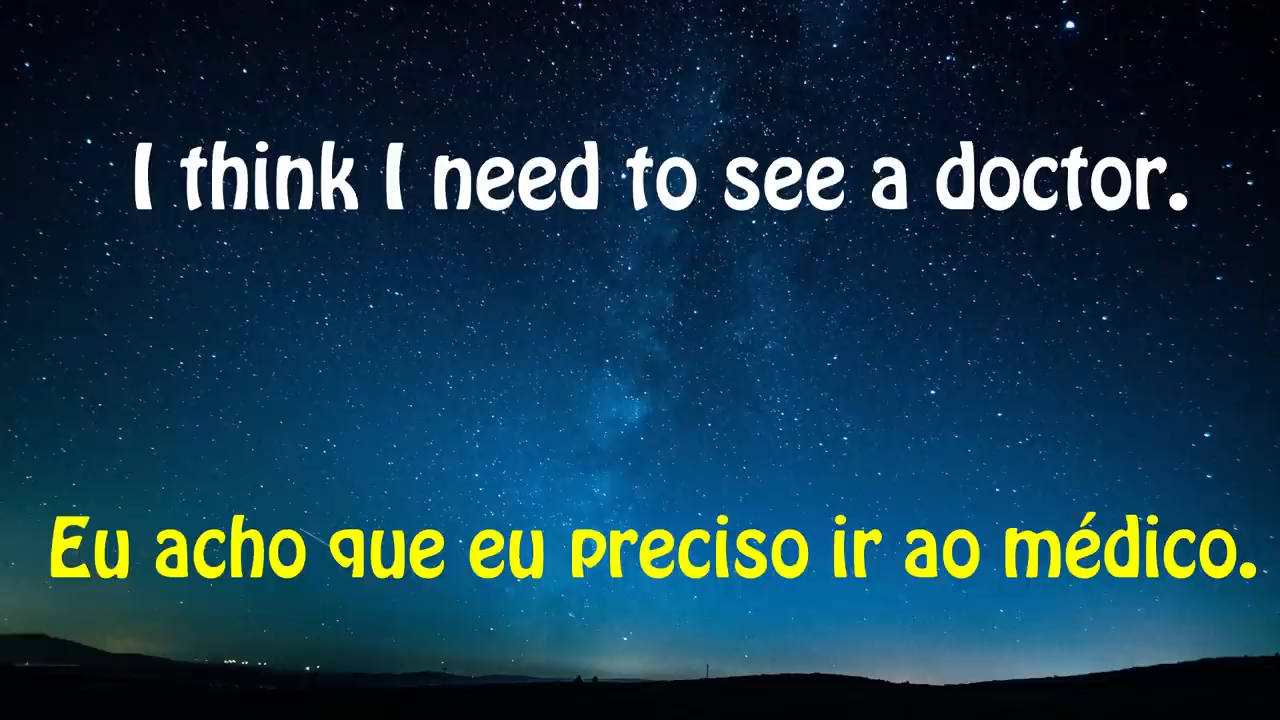 I think I need to see a doctor.
Eu acho que eu preciso ir ao médico.